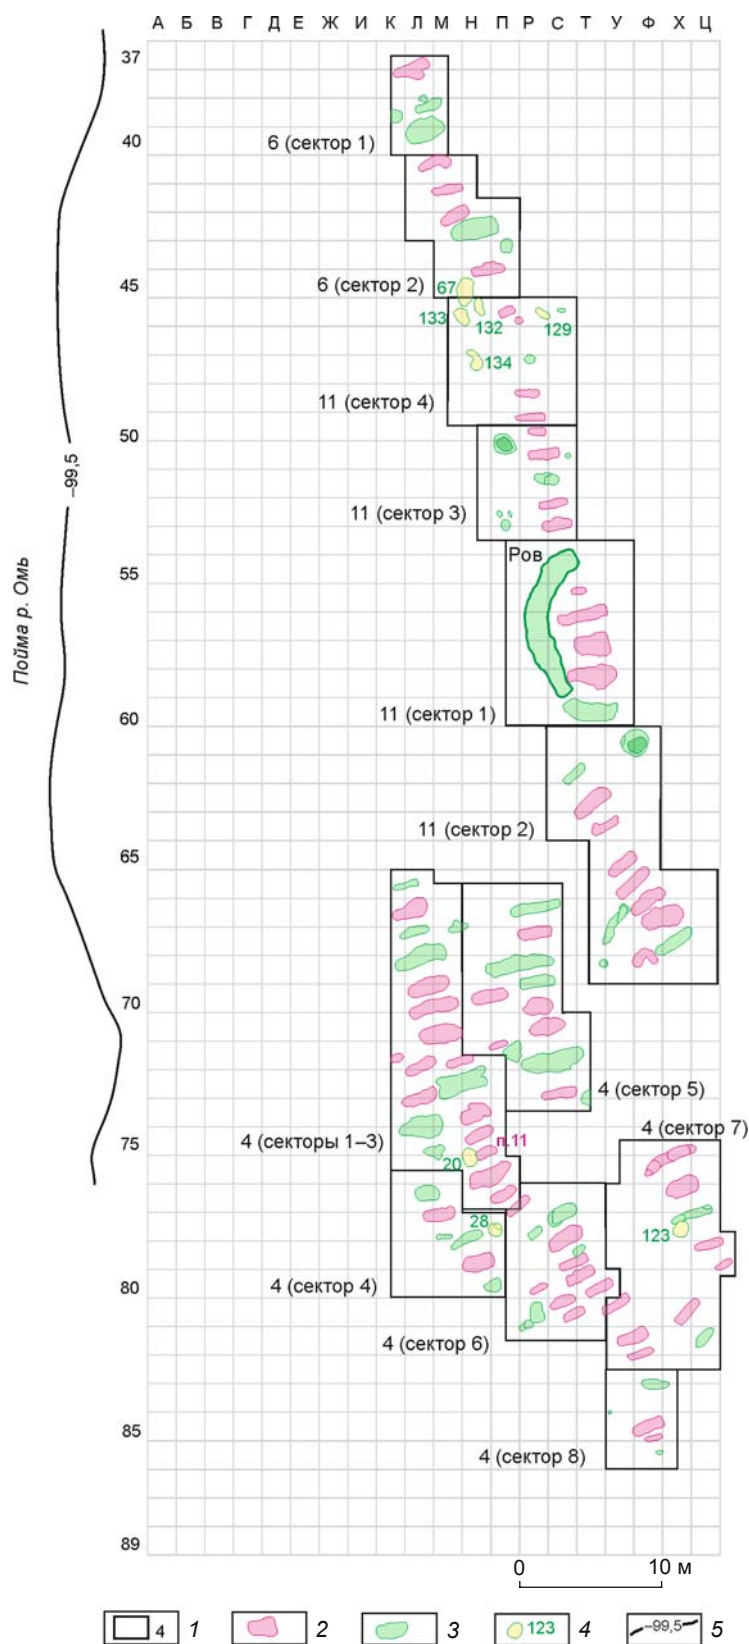 А Б В Г Д Е Ж И К Л М Н П Р С Т У Ф Х Ц
37
40
6 (сектор 1)
6 (сектор 2)
45
67
133
132
129
134
11 (сектор 4)
50
–99,5
11 (сектор 3)
Пойма р. Омь
55
Ров
11 (сектор 1)
60
11 (сектор 2)
65
70
4 (сектор 5)
4 (сектор 7)
75
4 (секторы 1–3)
п.11
20
28
123
4 (сектор 4)
80
4 (сектор 6)
85
4 (сектор 8)
89
0 10 м
4 1 2 3 123 4 –99,5 5